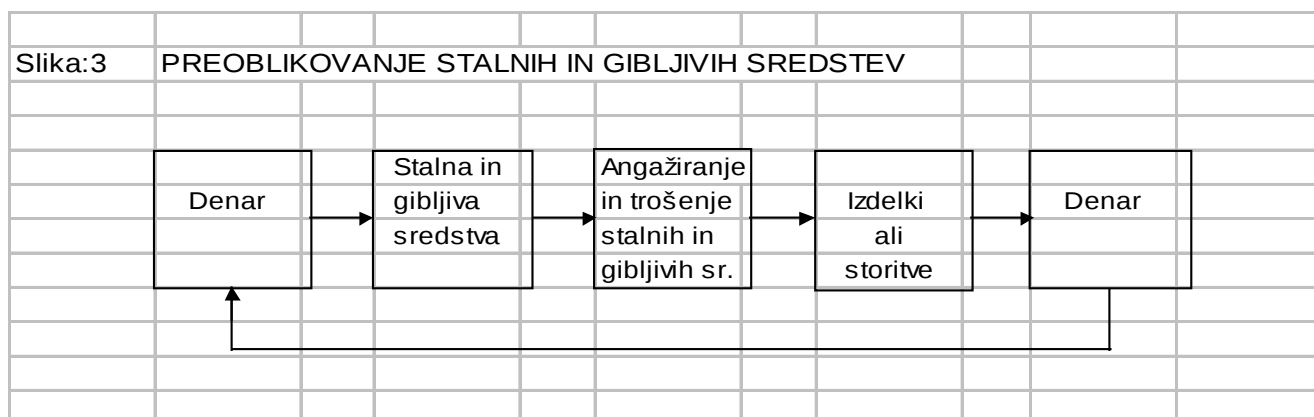 Slika:3 PREOBLIKOVANJE STALNIH IN GIBLJIVIH SREDSTEV
Denar
Stalna in
gibljiva
sredstva
Angažiranje
in trošenje
stalnih in
gibljivih sr.
Izdelki
ali
storitve
Denar